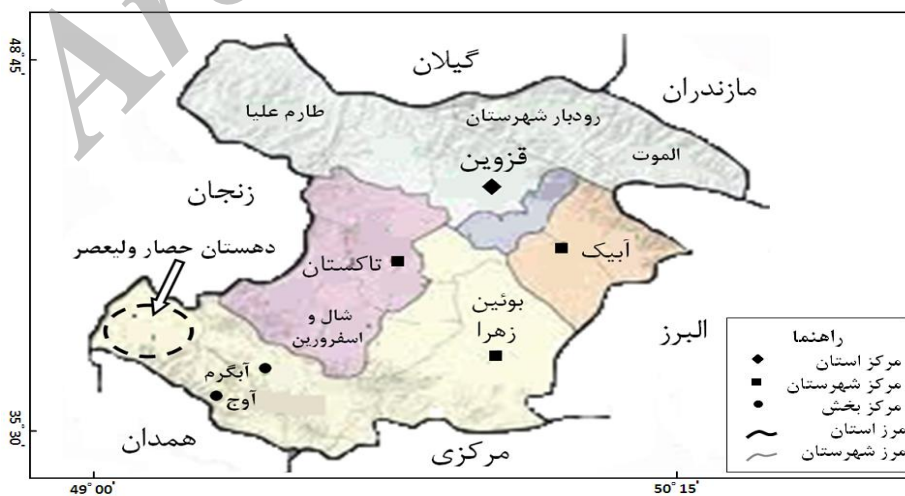 گیلان
مازندران
طارم علیا
رودبار شهرستان
الموت
قزوین
زنجان
دهستان حصار ولیعصر
تاکستان
آبیک
شال و
اسفرورین
بوئین
زهرا
البرز
آبگرم
آوج
همدان
مرکزی
راهنما
مرکز استان
مرکز شهرستان
مرکز بخش
مرز استان
مرز شهرستان
48° 45'
35° 30'
49° 00'
50° 15'